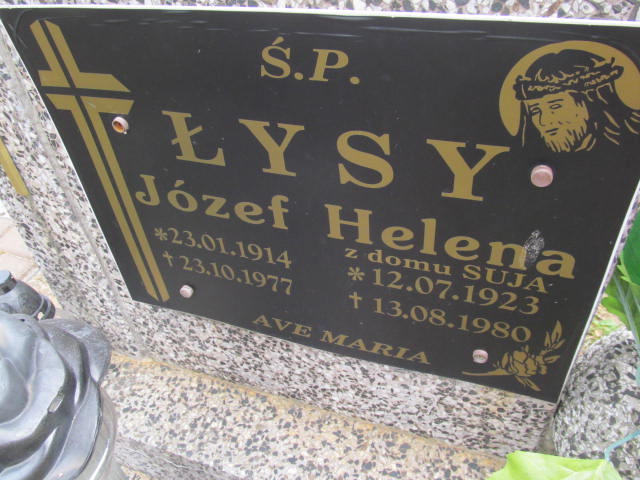 Ś.P.
ŁYSY
Józef Helena
z domu SUJA
*23.01.1914 *12.07.1923
†23.10.1977 †13.08.1980
AVE MARIA